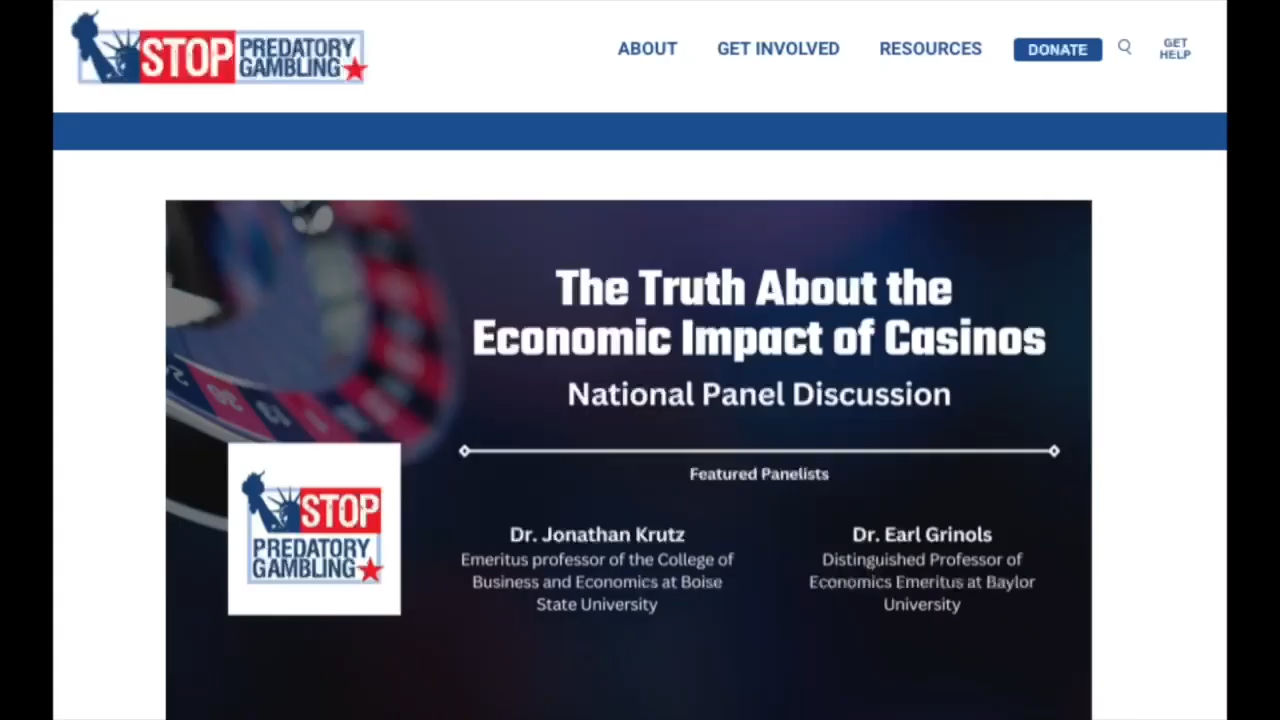 STOP PREDATORY GAMBLING
ABOUT
GET INVOLVED
RESOURCES
DONATE
GET
HELP
The Truth About the
Economic Impact of Casinos
National Panel Discussion
Featured Panelists
STOP
PREDATORY
GAMBLING
Dr. Jonathan Krutz
Emeritus professor of the College of
Business and Economics at Boise
State University
Dr. Earl Grinols
Distinguished Professor of
Economics Emeritus at Baylor
University